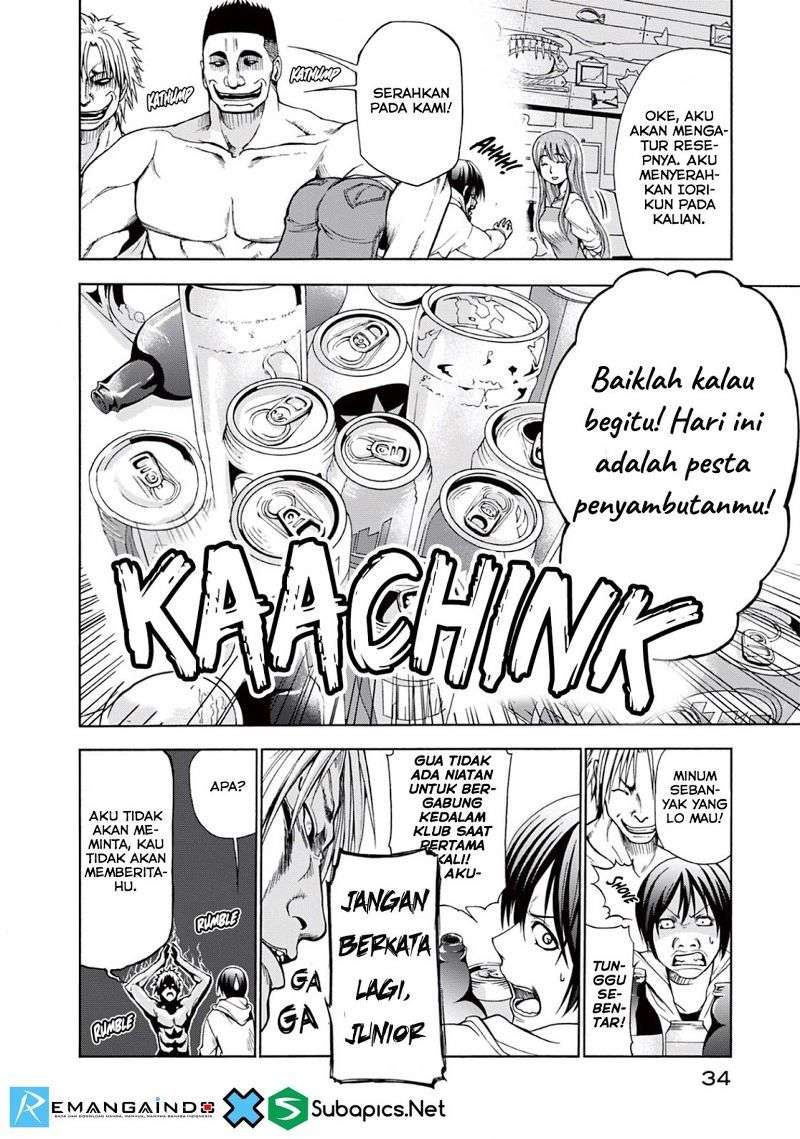 OKE, AKU
AKAN MENGA-
TUR RESE-
PNYA. AKU
MENYERAH-
KAN IORI-
KUN PADA
KALIAN.
AHHH!
SERAHKAN
PADA KAMI!
KATHUMP
KATHUMP
Baiklah kalau
begitu! Hari ini
adalah pesta
penyambutanmu!
KAACHINK
MINUM
SEBAN-
YAK YANG
LO MAU!
SHOVE
TUN-
GGU SE-
BEN-
TAR!
GUA TIDAK
ADA NIATAN
UNTUK BER-
GABUNG
KEDALAM
KLUB SAAT
PERTAMA
KALI!
AKU-
JANGAN
BERKATA
LAGI,
JUNIOR
GA
GA
APA?
AKU TIDAK
AKAN ME-
MINTA, KAU
TIDAK AKAN
MEMBERITA-
HU.
RUMBLE
RUMBLE
34
REMANGAINDO
Subapics.Net